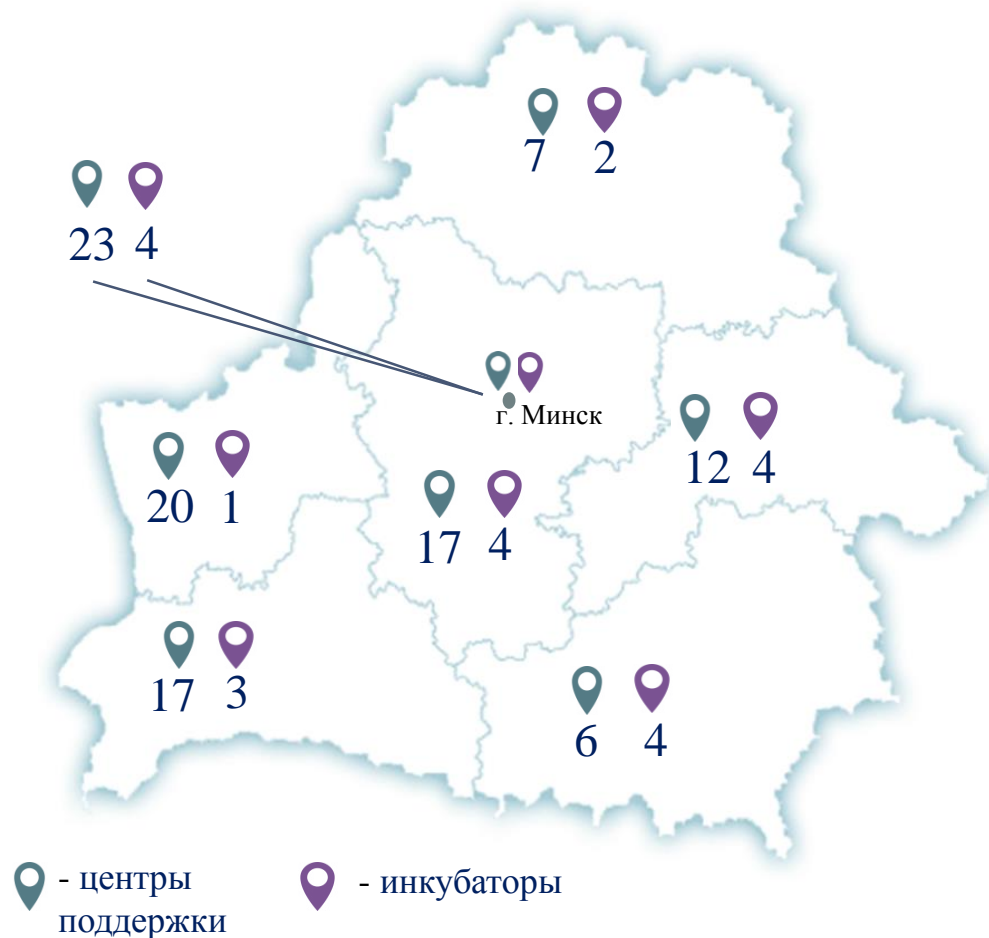 7 2
23 4
г. Минск
12 4
20 1
17 4
17 3
6 4
- центры
поддержки
- инкубаторы